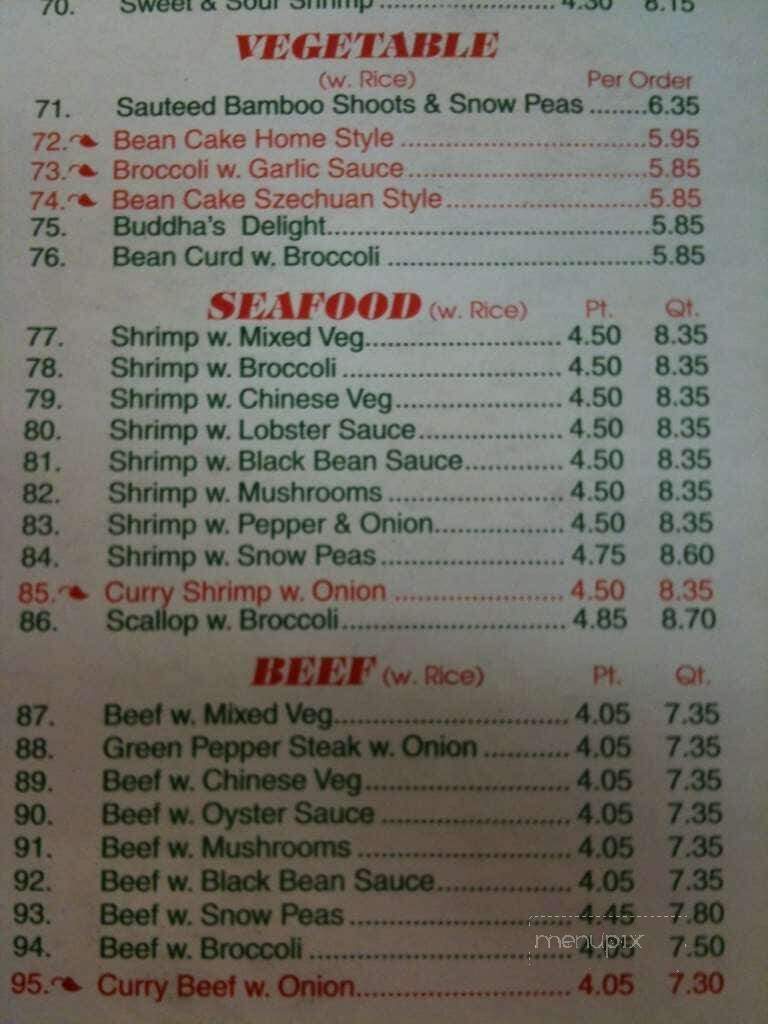 70. Sweet & Sour Shrimp .......................... 4.30 8.15
VEGETABLE
(w. Rice) Per Order
71. Sauteed Bamboo Shoots & Snow Peas ........6.35
72. Bean Cake Home Style .................................5.95
73. Broccoli w. Garlic Sauce ................................5.85
74. Bean Cake Szechuan Style ...........................5.85
75. Buddha's Delight...........................................5.85
76. Bean Curd w. Broccoli ...................................5.85
SEAFOOD (w. Rice) Pt. Qt.
77. Shrimp w. Mixed Veg.......................... 4.50 8.35
78. Shrimp w. Broccoli ............................. 4.50 8.35
79. Shrimp w. Chinese Veg...................... 4.50 8.35
80. Shrimp w. Lobster Sauce................... 4.50 8.35
81. Shrimp w. Black Bean Sauce............. 4.50 8.35
82. Shrimp w. Mushrooms ....................... 4.50 8.35
83. Shrimp w. Pepper & Onion................. 4.50 8.35
84. Shrimp w. Snow Peas ........................ 4.75 8.60
85. Curry Shrimp w. Onion ...................... 4.50 8.35
86. Scallop w. Broccoli............................. 4.85 8.70
BEEF (w. Rice) Pt. Qt.
87. Beef w. Mixed Veg............................... 4.05 7.35
88. Green Pepper Steak w. Onion ........... 4.05 7.35
89. Beef w. Chinese Veg........................... 4.05 7.35
90. Beef w. Oyster Sauce ......................... 4.05 7.35
91. Beef w. Mushrooms ............................ 4.05 7.35
92. Beef w. Black Bean Sauce.................. 4.05 7.35
93. Beef w. Snow Peas ............................. 4.45 7.80
94. Beef w. Broccoli .................................. 4.05 7.50
menupix
95. Curry Beef w. Onion............................ 4.05 7.30